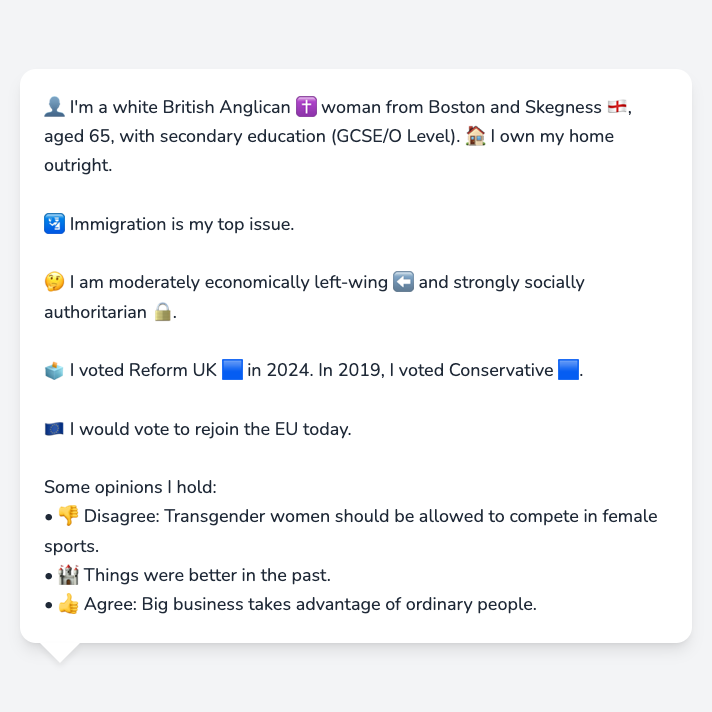 👤 I'm a white British Anglican ✝️ woman from Boston and Skegness 🏴󠁧󠁢󠁥󠁮󠁧󠁿,
aged 65, with secondary education (GCSE/O Level). 🏠 I own my home
outright.
🛂 Immigration is my top issue.
🤔 I am moderately economically left-wing ⬅️ and strongly socially
authoritarian 🔒.
🗳️ I voted Reform UK 🟦 in 2024. In 2019, I voted Conservative 🟦.
🇪🇺 I would vote to rejoin the EU today.
Some opinions I hold:
• 👎 Disagree: Transgender women should be allowed to compete in female
sports.
• 🏰 Things were better in the past.
• 👍 Agree: Big business takes advantage of ordinary people.